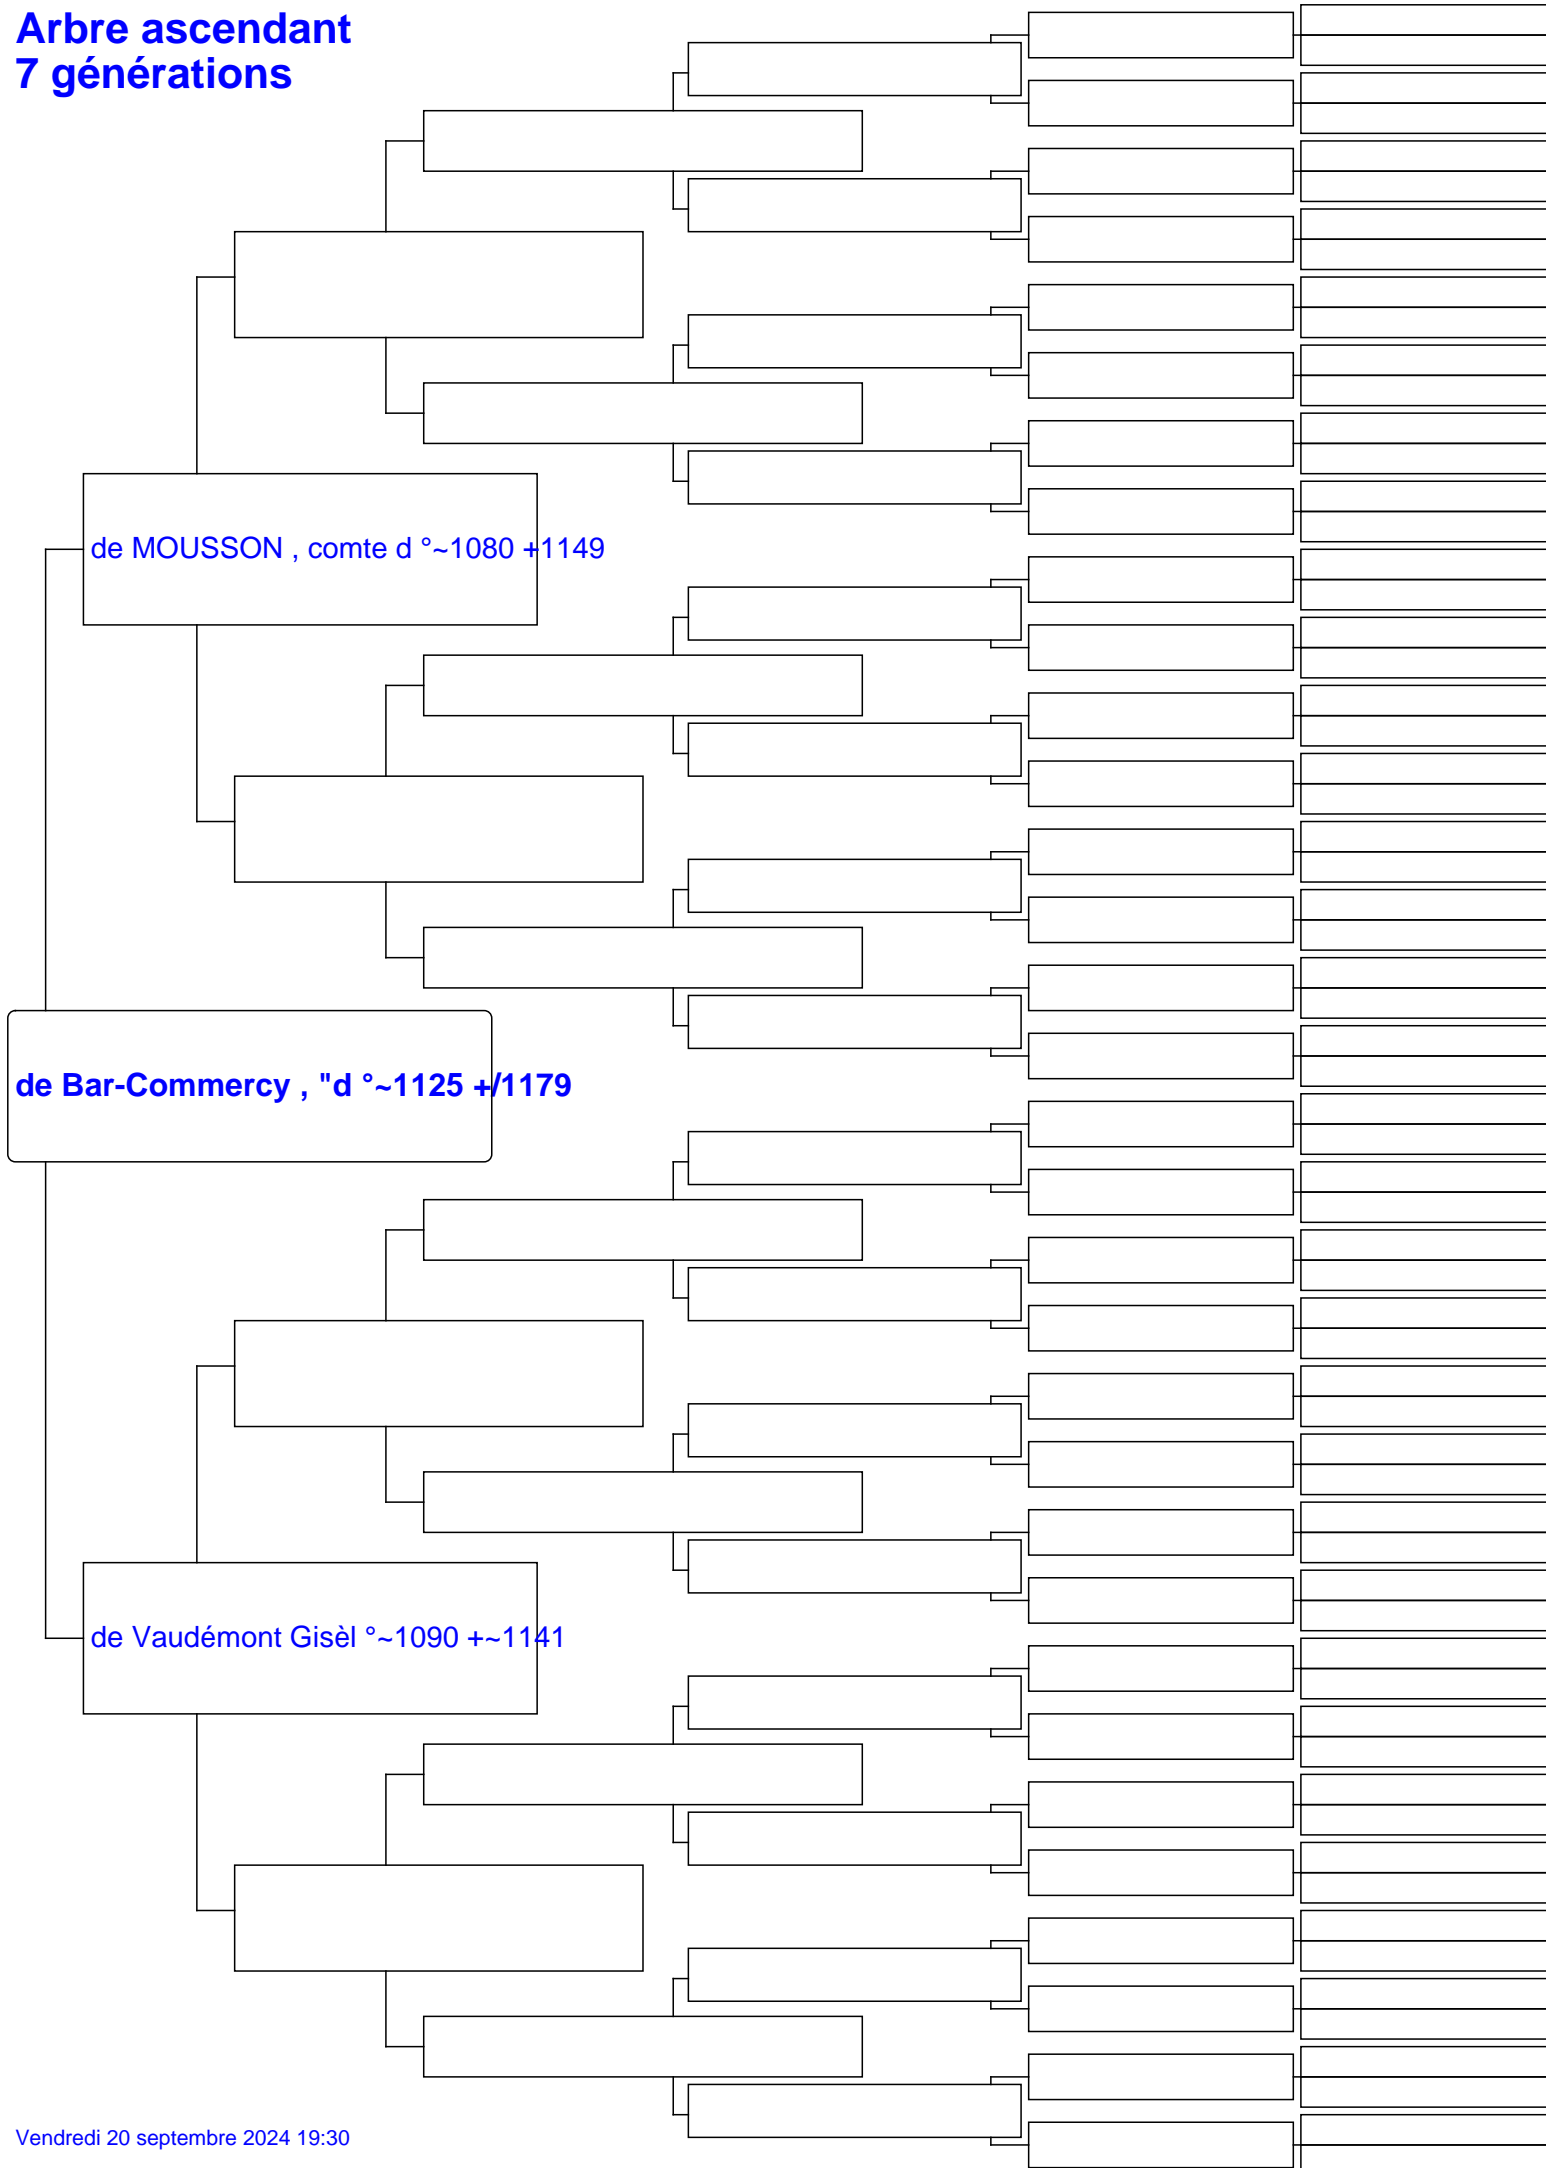 Arbre ascendant
7 générations
de MOUSSON , comte d °~1080 +1149
de Bar-Commercy , "d °~1125 +/1179
de Vaudémont Gisèl °~1090 +~1141
Vendredi 20 septembre 2024 19:30